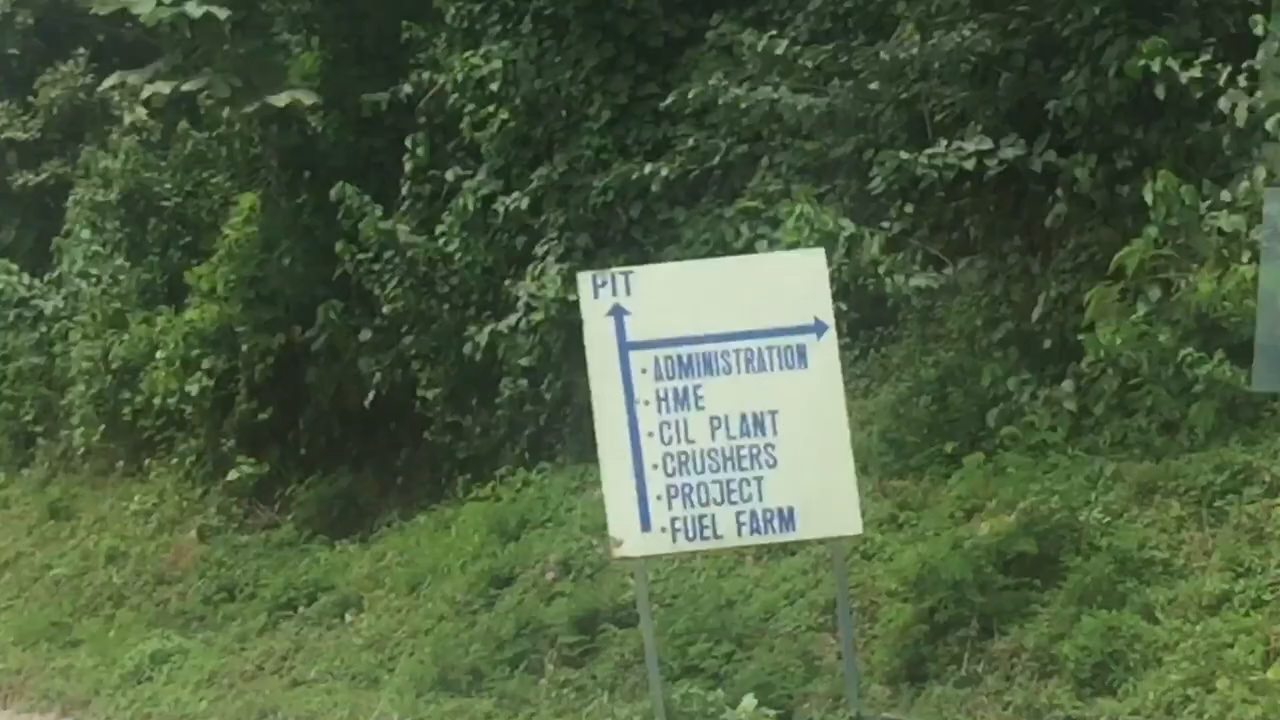 PIT
· ADMINISTRATION
· HME
· CIL PLANT
· CRUSHERS
· PROJECT
· FUEL FARM